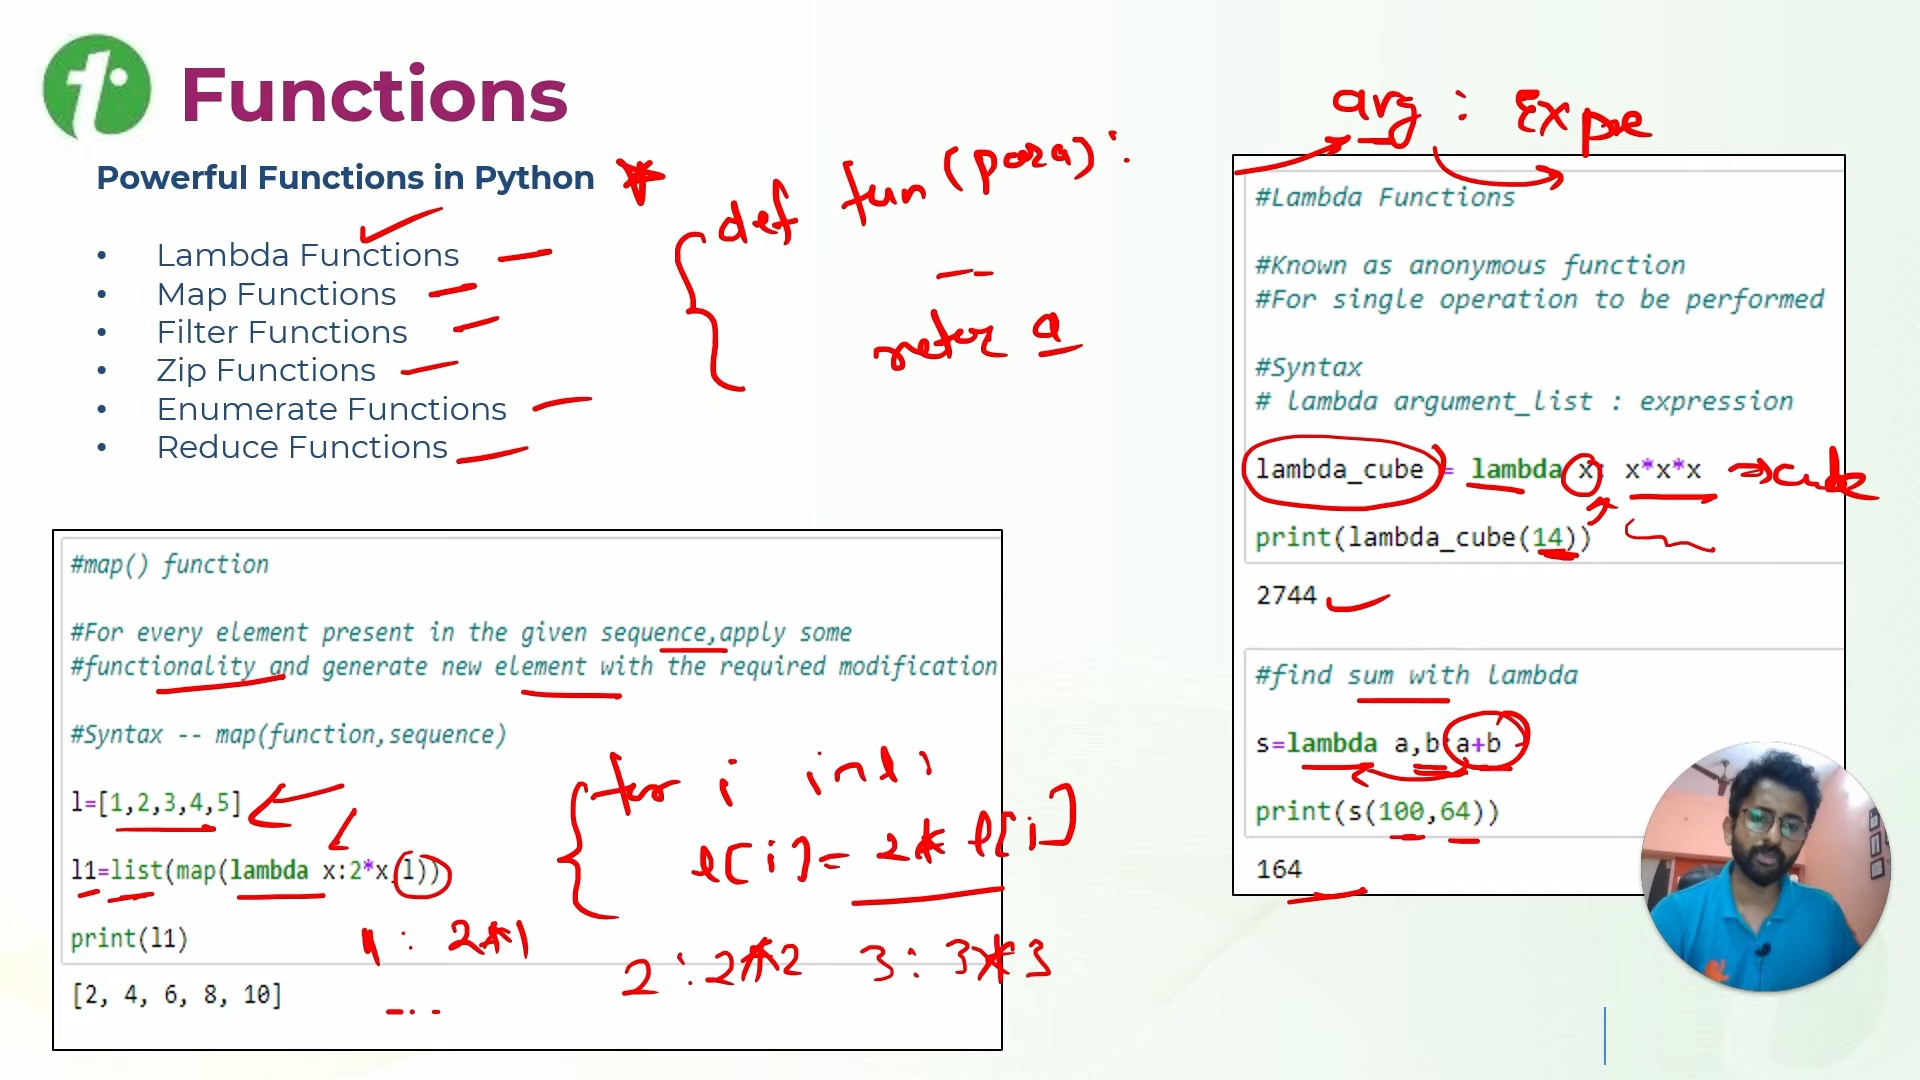 Functions
Powerful Functions in Python
• Lambda Functions
• Map Functions
• Filter Functions
• Zip Functions
• Enumerate Functions
• Reduce Functions
def fun (para) :
retur a
#map() function
#For every element present in the given sequence,apply some
#functionality and generate new element with the required modification
#Syntax -- map(function,sequence)
l=[1,2,3,4,5]
l1=list(map(lambda x:2*x,l))
print(l1)
[2, 4, 6, 8, 10]
for i in l :
l[i] = 2* l[i]
1 : 2*1
2 : 2*2 3 : 3*3
arg : Expre
#Lambda Functions
#Known as anonymous function
#For single operation to be performed
#Syntax
# lambda argument_list : expression
lambda_cube = lambda x: x*x*x ⇒ cube
print(lambda_cube(14))
2744
#find sum with lambda
s=lambda a,b:a+b
print(s(100,64))
164